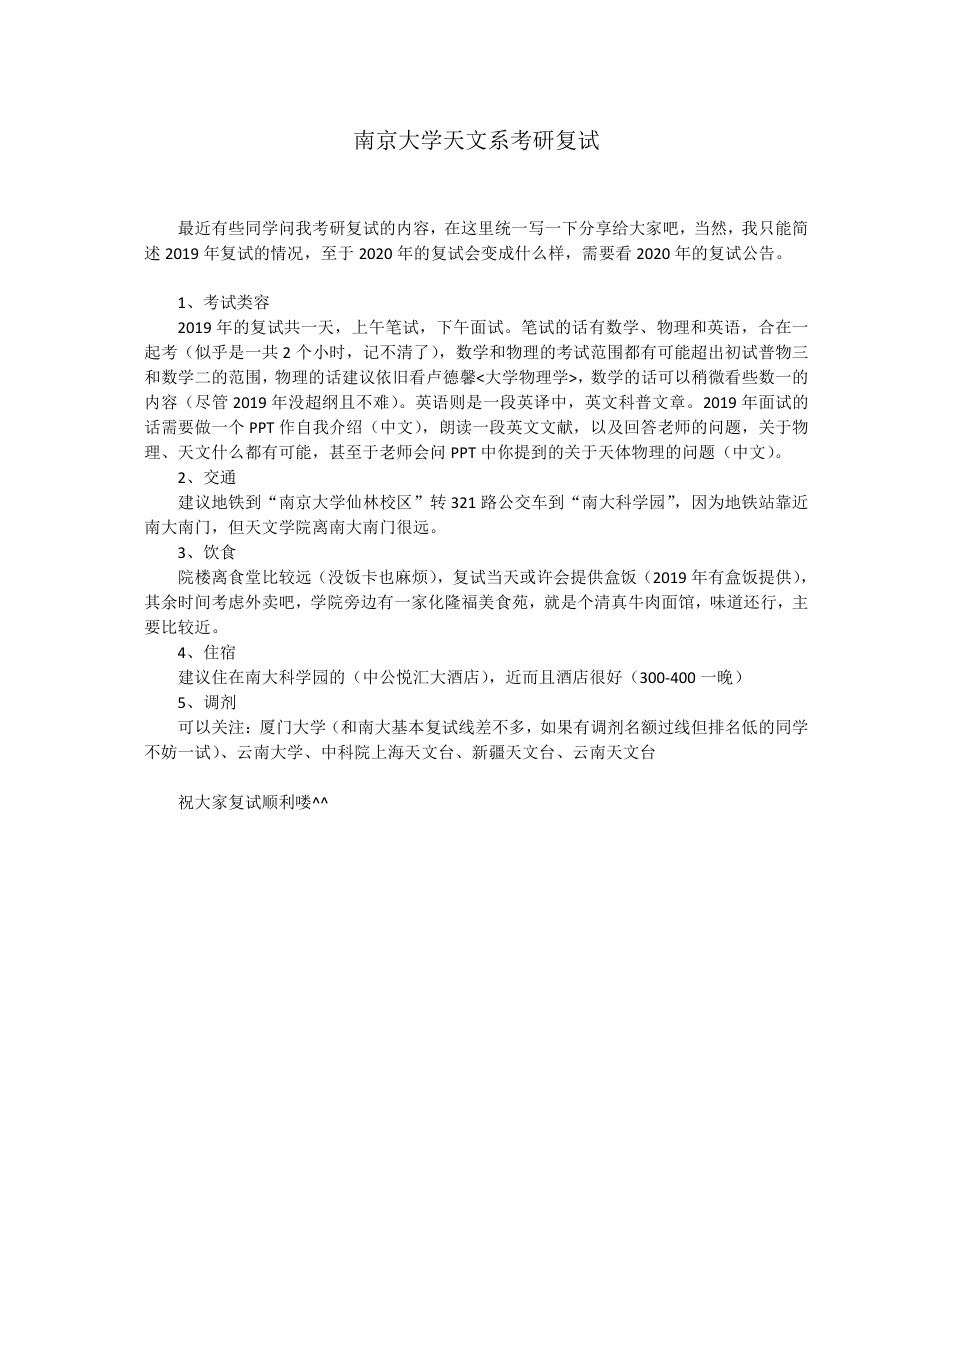 南京大学天文系考研复试
最近有些同学问我考研复试的内容，在这里统一写一下分享给大家吧，当然，我只能简
述 2019 年复试的情况，至于 2020 年的复试会变成什么样，需要看 2020 年的复试公告。
1、考试类容
2019 年的复试共一天，上午笔试，下午面试。笔试的话有数学、物理和英语，合在一
起考（似乎是一共 2 个小时，记不清了），数学和物理的考试范围都有可能超出初试普物三
和数学二的范围，物理的话建议依旧看卢德馨<大学物理学>，数学的话可以稍微看些数一的
内容（尽管 2019 年没超纲且不难）。英语则是一段英译中，英文科普文章。2019 年面试的
话需要做一个 PPT 作自我介绍（中文），朗读一段英文文献，以及回答老师的问题，关于物
理、天文什么都有可能，甚至于老师会问 PPT 中你提到的关于天体物理的问题（中文）。
2、交通
建议地铁到“南京大学仙林校区”转 321 路公交车到“南大科学园”，因为地铁站靠近
南大南门，但天文学院离南大南门很远。
3、饮食
院楼离食堂比较远（没饭卡也麻烦），复试当天或许会提供盒饭（2019 年有盒饭提供），
其余时间考虑外卖吧，学院旁边有一家化隆福美食苑，就是个清真牛肉面馆，味道还行，主
要比较近。
4、住宿
建议住在南大科学园的（中公悦汇大酒店），近而且酒店很好（300-400 一晚）
5、调剂
可以关注：厦门大学（和南大基本复试线差不多，如果有调剂名额过线但排名低的同学
不妨一试）、云南大学、中科院上海天文台、新疆天文台、云南天文台
祝大家复试顺利喽^^